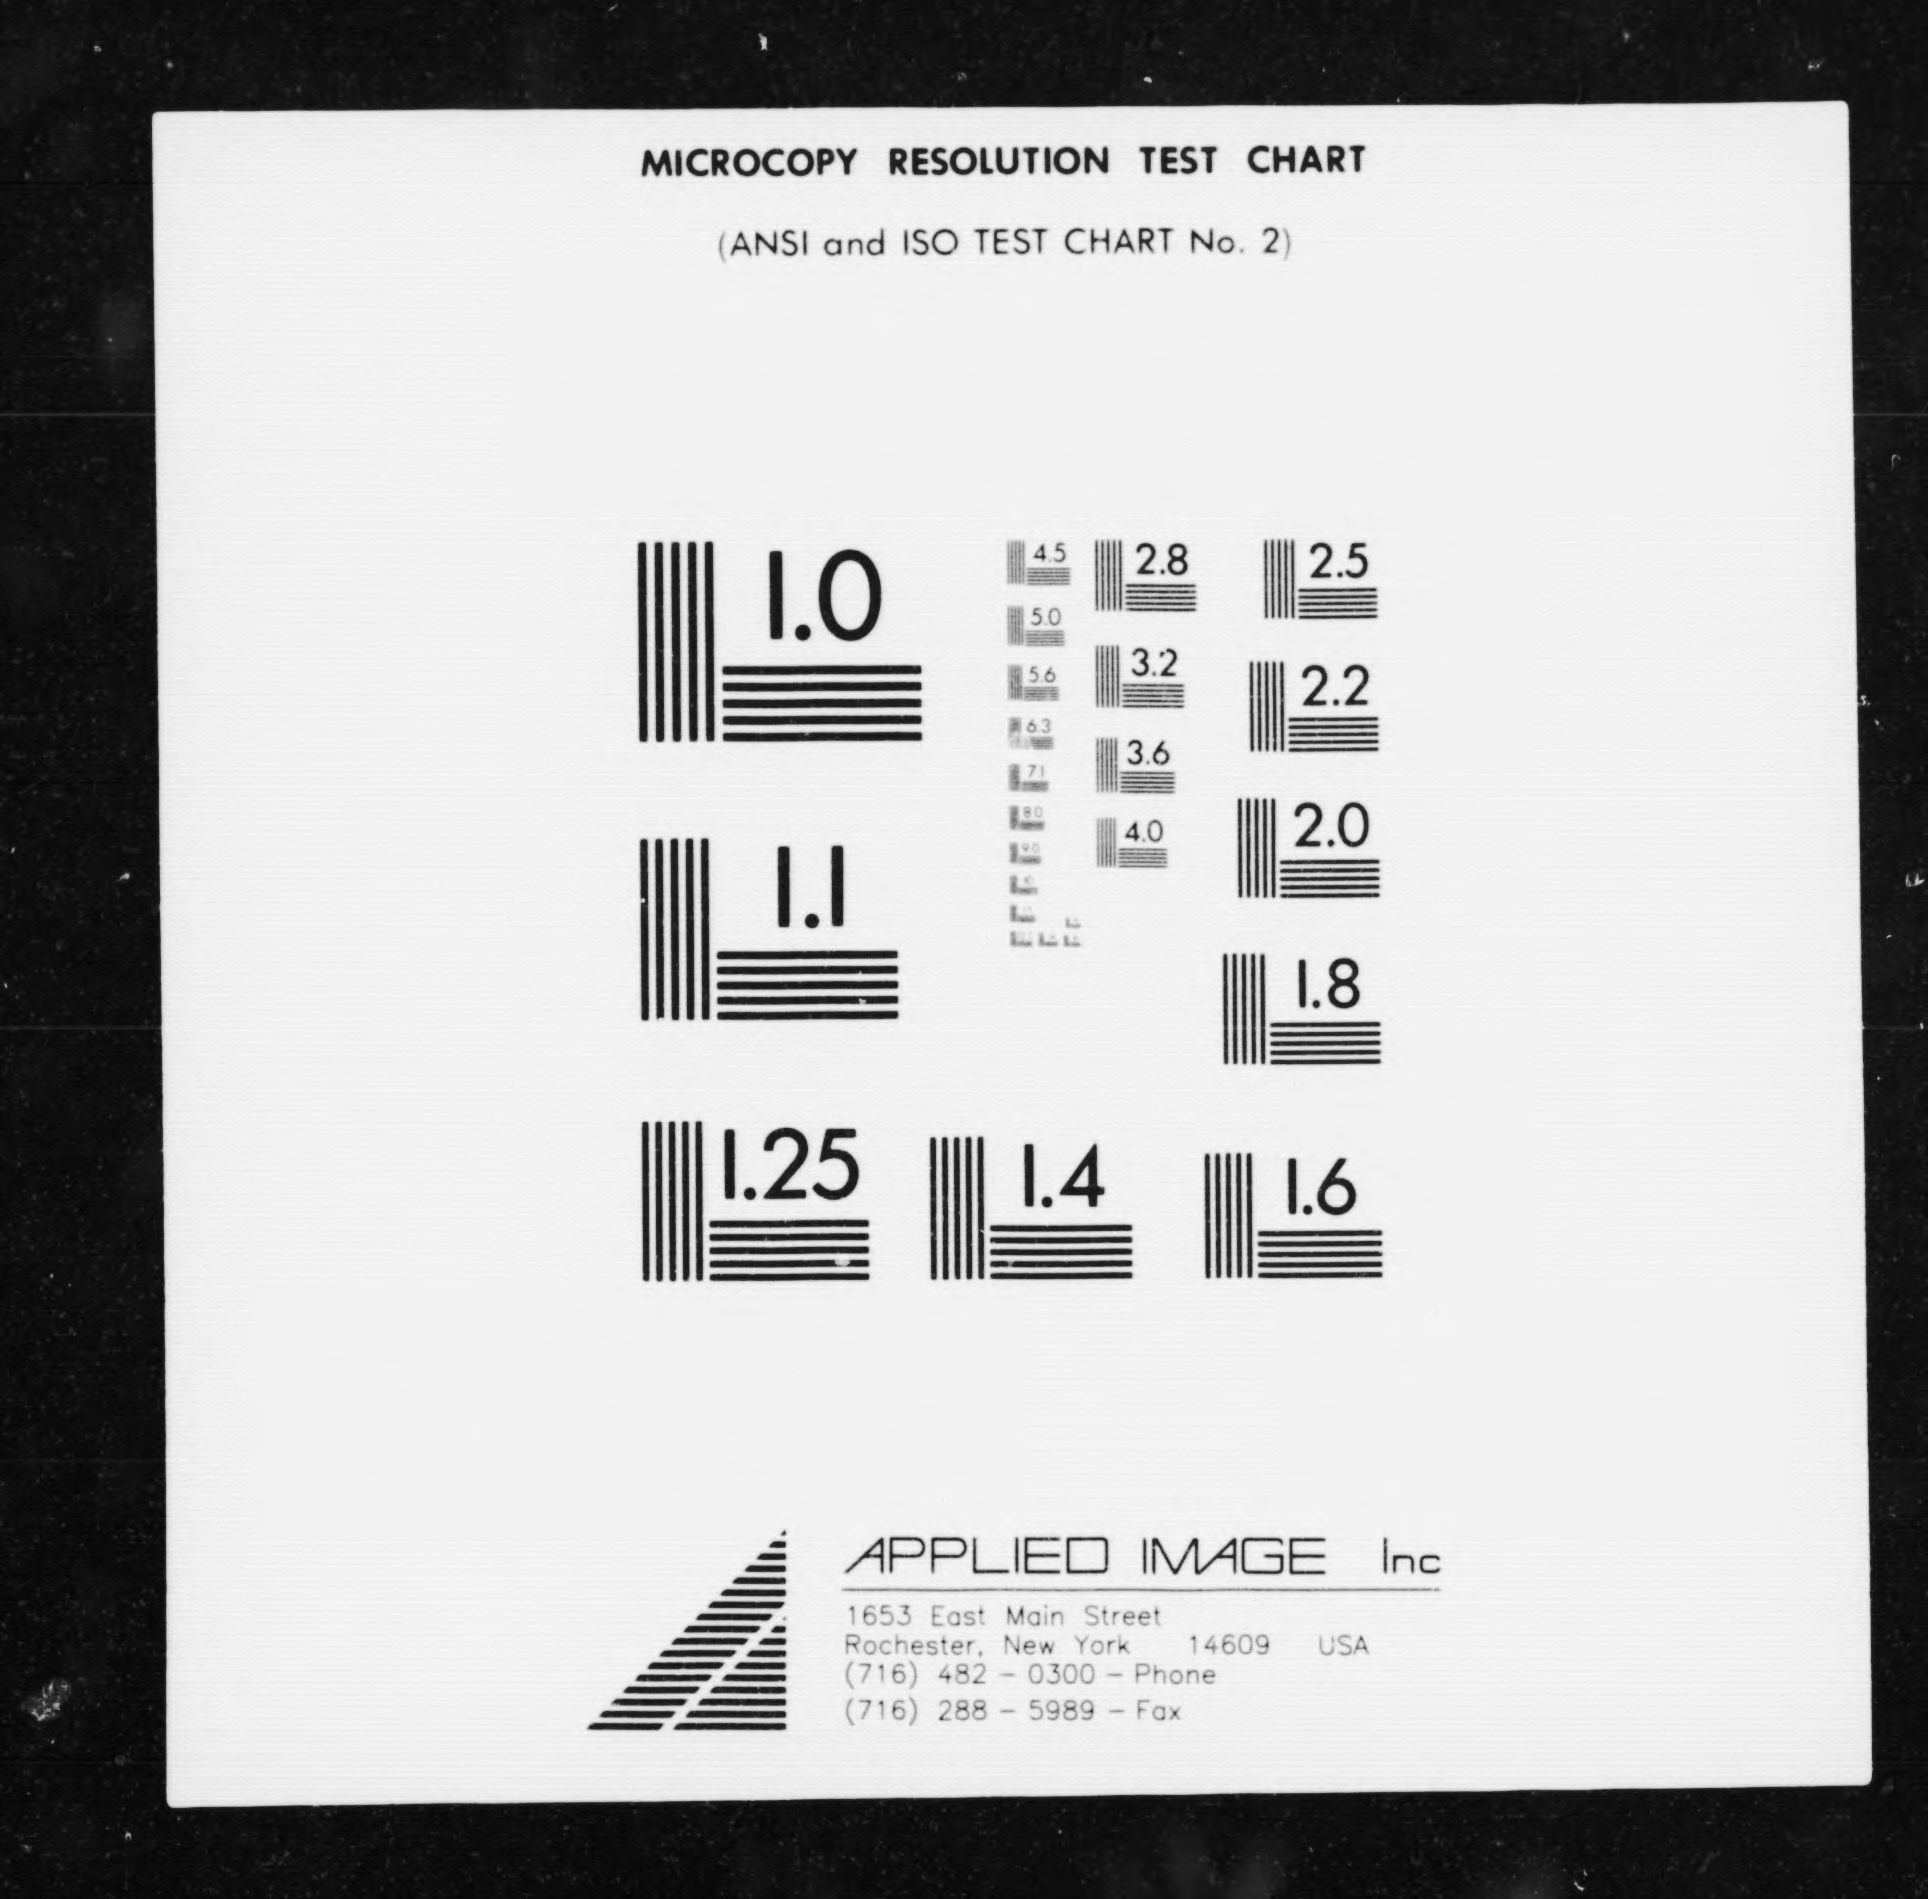 MICROCOPY RESOLUTION TEST CHART
(ANSI and ISO TEST CHART No. 2)
1.0
4.5
2.8
2.5
5.0
3.2
2.2
5.6
6.3
3.6
7.1
2.0
8.0
4.0
9.0
1.1
1.8
1.25
1.4
1.6
APPLIED IMAGE Inc
1653 East Main Street
Rochester, New York 14609 USA
(716) 482 - 0300 - Phone
(716) 288 - 5989 - Fax